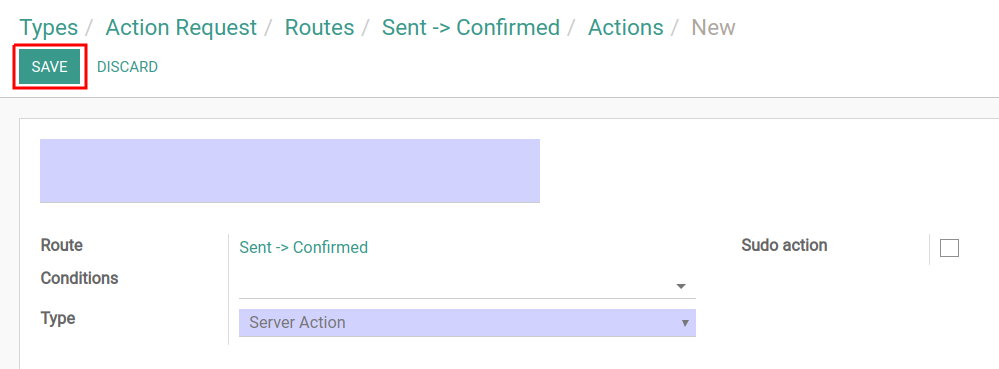 Types / Action Request / Routes / Sent -> Confirmed / Actions / New
SAVE DISCARD
Route Sent -> Confirmed Sudo action
Conditions
Type Server Action